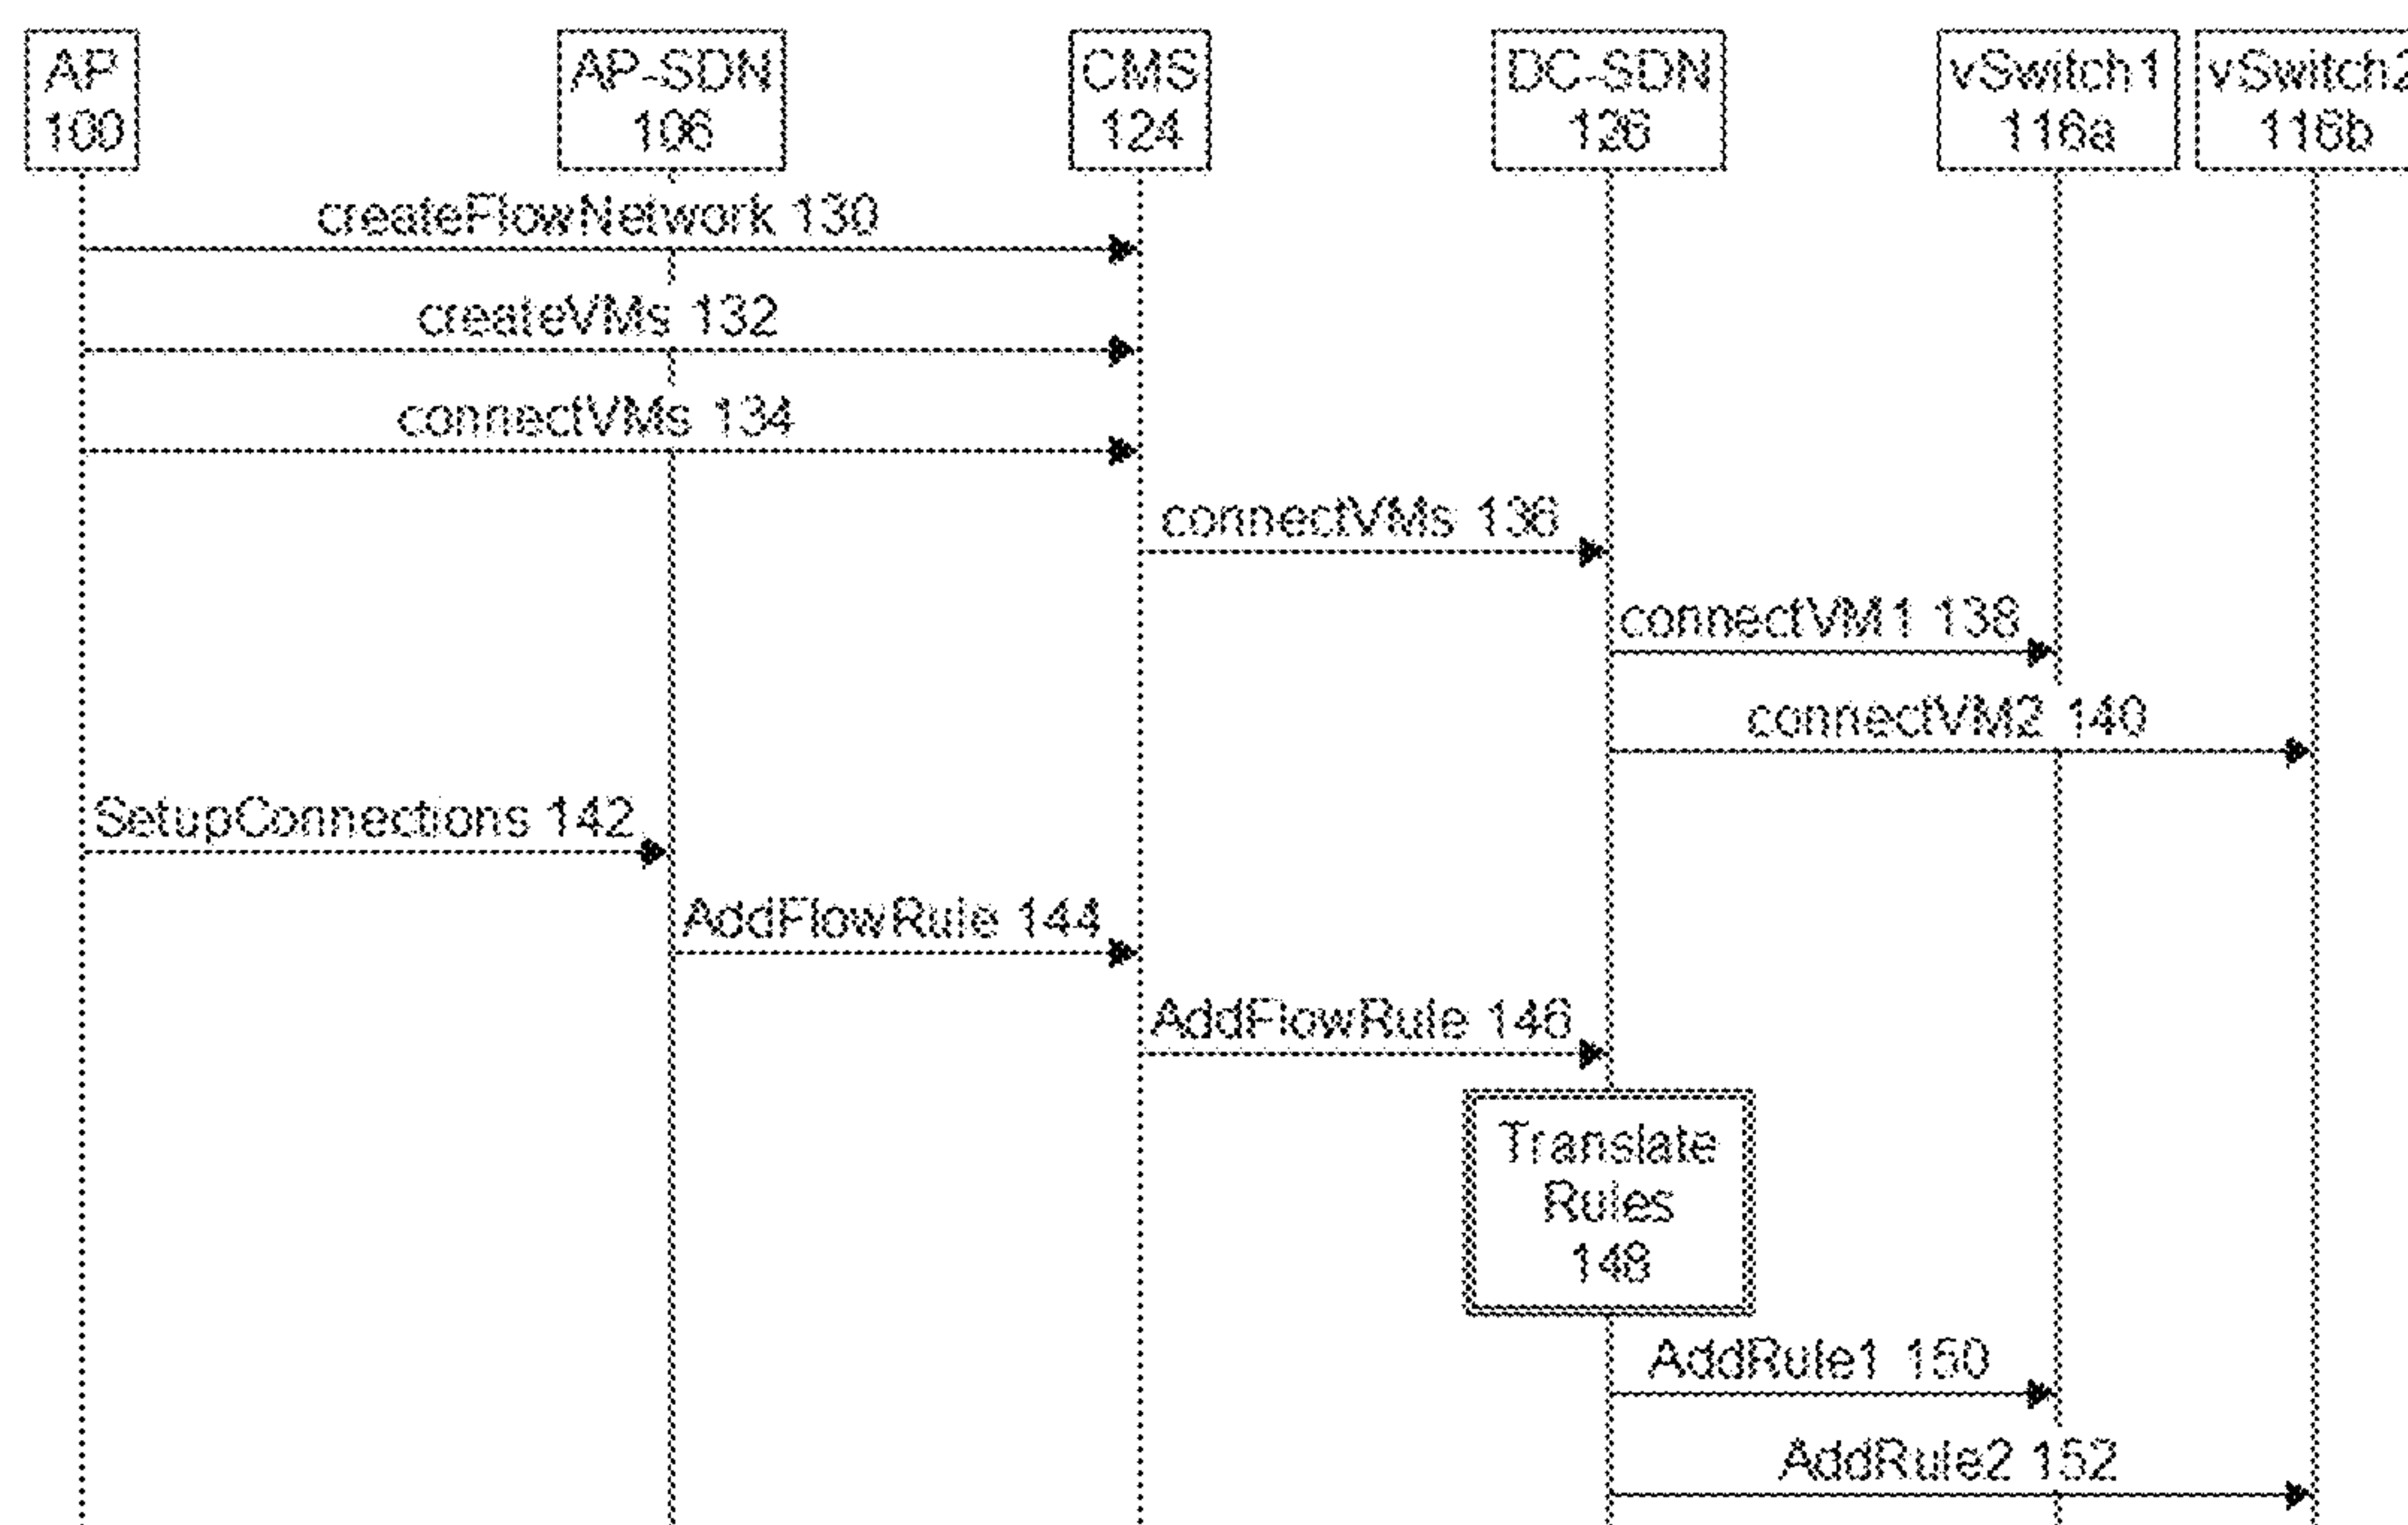 AP
100
AP-SDN
106
CMS
124
DC-SDN
126
vSwitch1
116a
vSwitch2
116b
createFlowNetwork 130
createVMs 132
connectVMs 134
connectVMs 136
connectVM1 138
connectVM2 140
SetupConnections 142
AddFlowRule 144
AddFlowRule 146
Translate
Rules
148
AddRule1 150
AddRule2 152